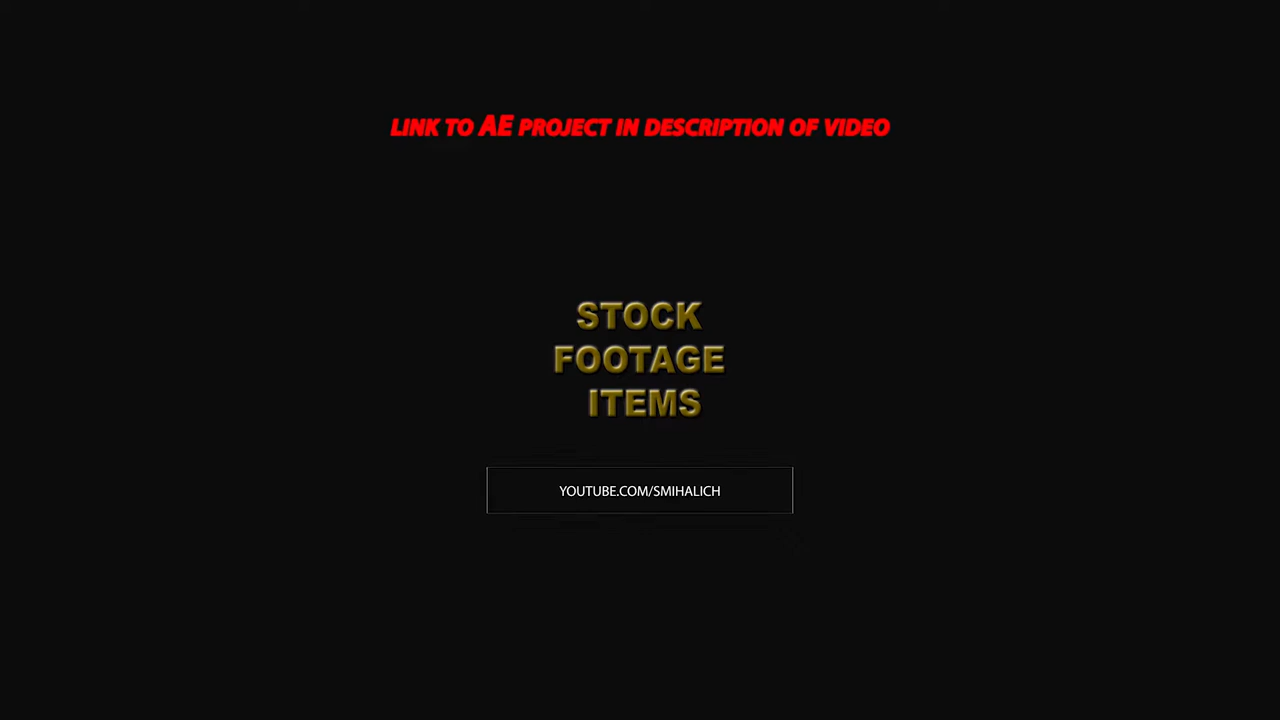 LINK TO AE PROJECT IN DESCRIPTION OF VIDEO
STOCK
FOOTAGE
ITEMS
YOUTUBE.COM/SMIHALICH